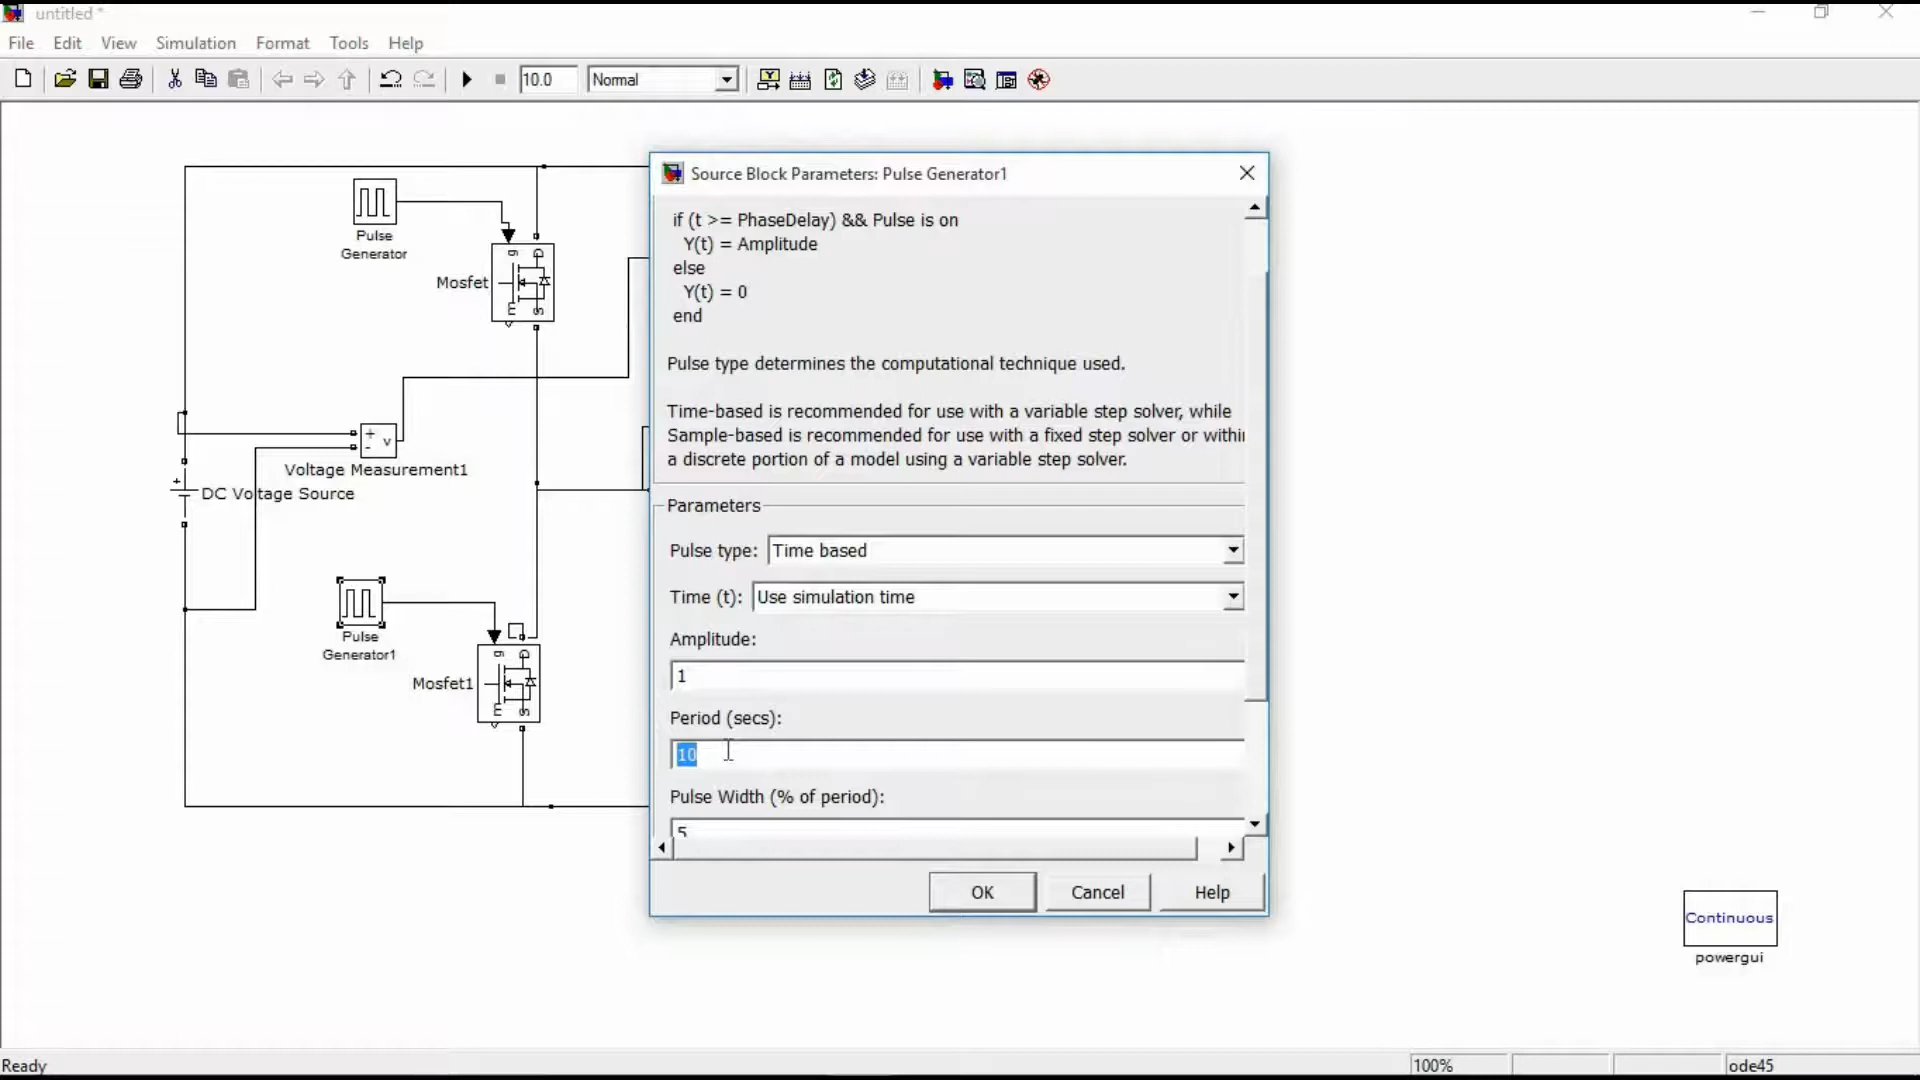 untitled *
File Edit View Simulation Format Tools Help
10.0 Normal
Pulse
Generator
g D
Mosfet
m S
+ v
-
Voltage Measurement1
+
DC Voltage Source
Pulse
Generator1
g D
Mosfet1
m S
Source Block Parameters: Pulse Generator1
if (t >= PhaseDelay) && Pulse is on
Y(t) = Amplitude
else
Y(t) = 0
end
Pulse type determines the computational technique used.
Time-based is recommended for use with a variable step solver, while
Sample-based is recommended for use with a fixed step solver or withi
a discrete portion of a model using a variable step solver.
Parameters
Pulse type: Time based
Time (t): Use simulation time
Amplitude:
1
Period (secs):
10
Pulse Width (% of period):
5
OK Cancel Help
Continuous
powergui
Ready 100% ode45